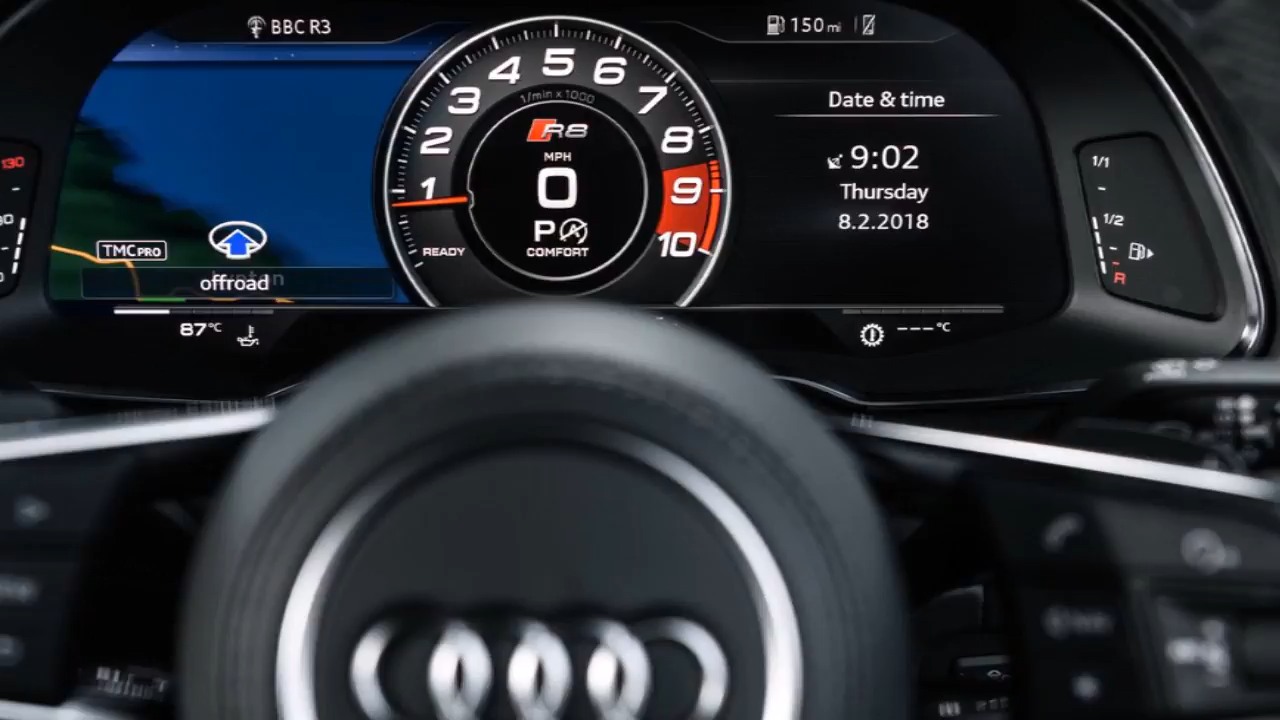 BBC R3
150 mi
130
1/min x 1000
1
2
3
4
5
6
7
8
9
10
R8
MPH
0
P
COMFORT
READY
TMC PRO
offroad
87°C
Date & time
9:02
Thursday
8.2.2018
---°C
1/1
1/2
R